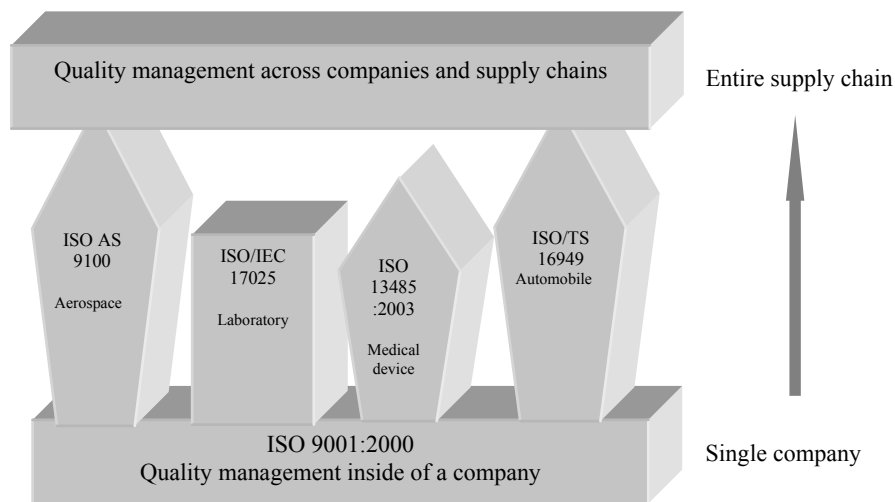 Quality management across companies and supply chains
Entire supply chain
ISO AS
9100
Aerospace
ISO/IEC
17025
Laboratory
ISO
13485
:2003
Medical
device
ISO/TS
16949
Automobile
ISO 9001:2000
Quality management inside of a company
Single company